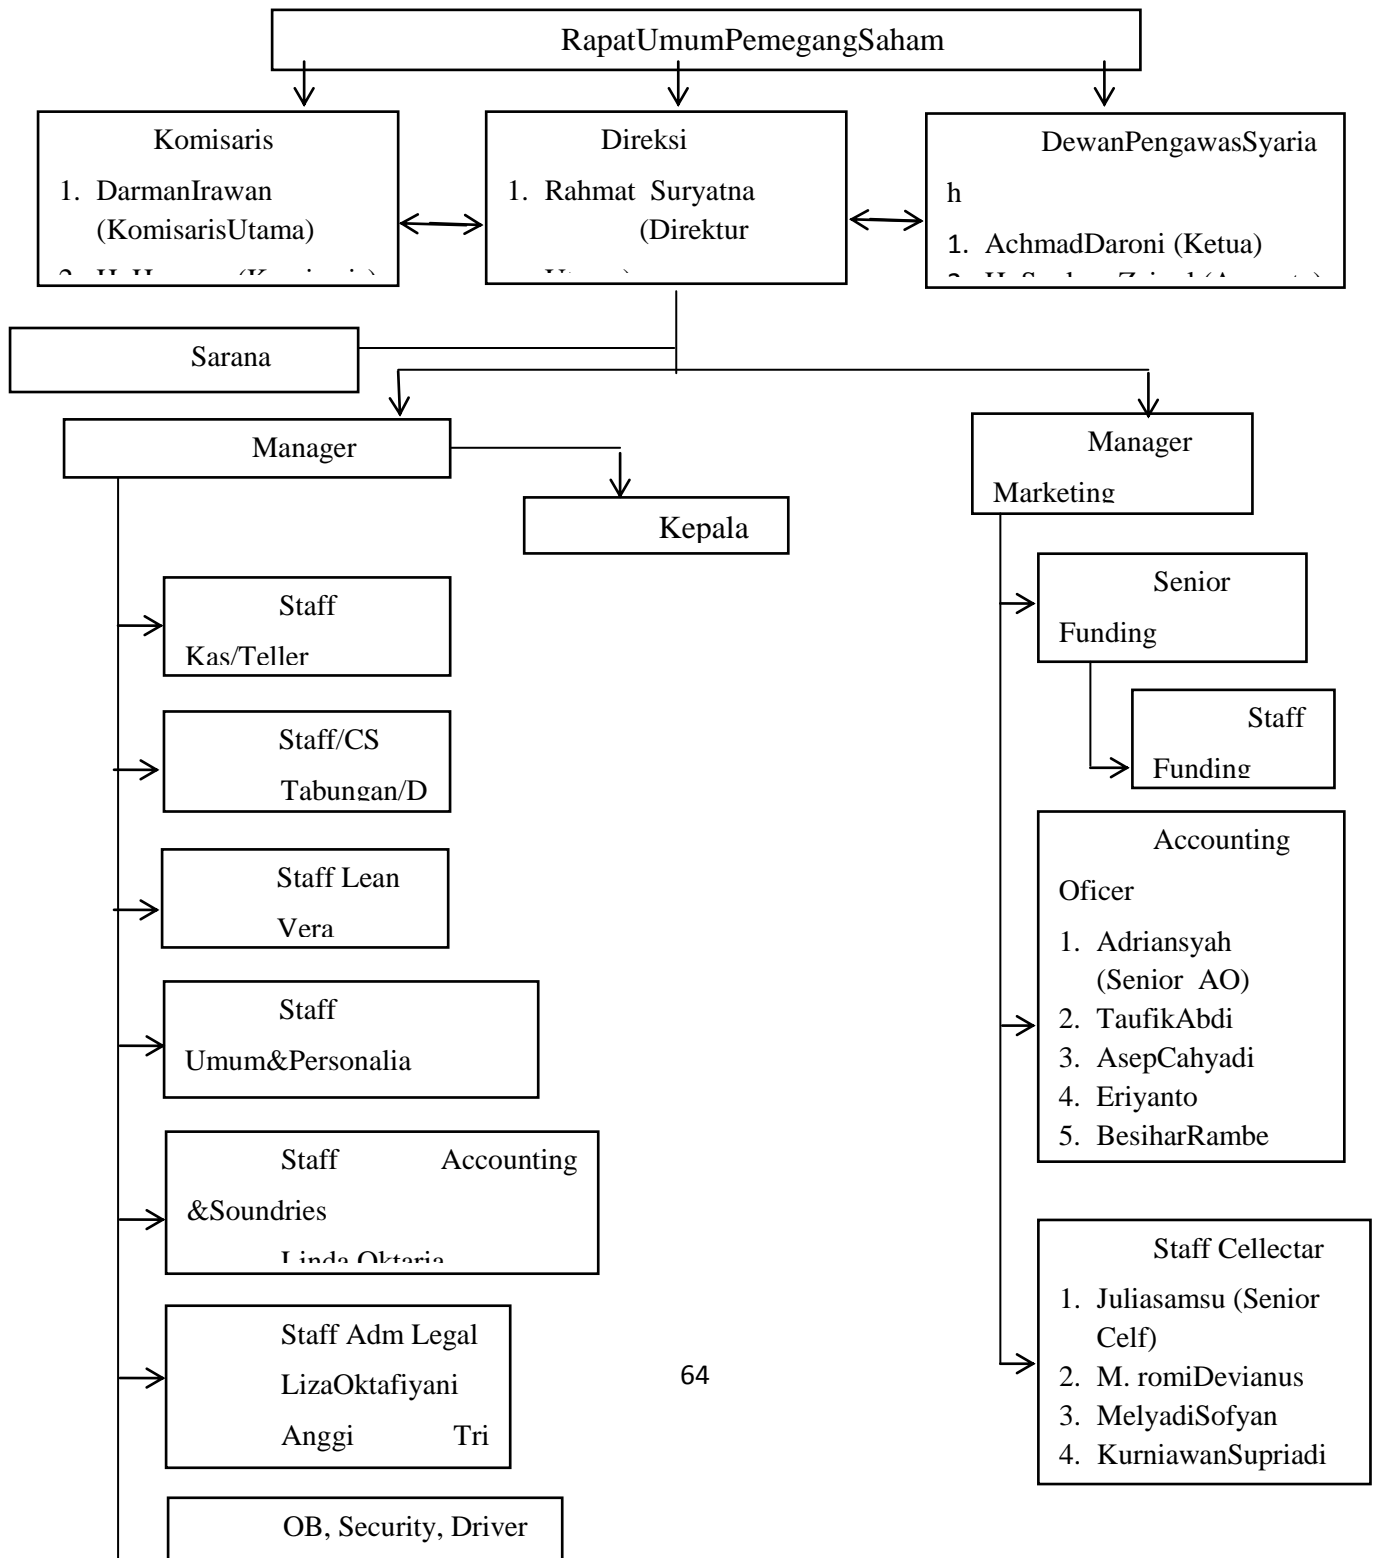 RapatUmumPemegangSaham
Komisaris
1. DarmanIrawan
(KomisarisUtama)
Direksi
1. Rahmat Suryatna
(Direktur
DewanPengawasSyaria
h
1. AchmadDaroni (Ketua)
Sarana
Manager
Kepala
Manager
Marketing
Staff
Kas/Teller
Staff/CS
Tabungan/D
Staff Lean
Vera
Staff
Umum&Personalia
Staff Accounting
&Soundries
Linda Oktaria
Staff Adm Legal
LizaOktafiyani
Anggi Tri
OB, Security, Driver
Senior
Funding
Staff
Funding
Accounting
Oficer
1. Adriansyah
(Senior AO)
2. TaufikAbdi
3. AsepCahyadi
4. Eriyanto
5. BesiharRambe
Staff Cellectar
1. Juliasamsu (Senior
Celf)
2. M. romiDevianus
3. MelyadiSofyan
4. KurniawanSupriadi
64